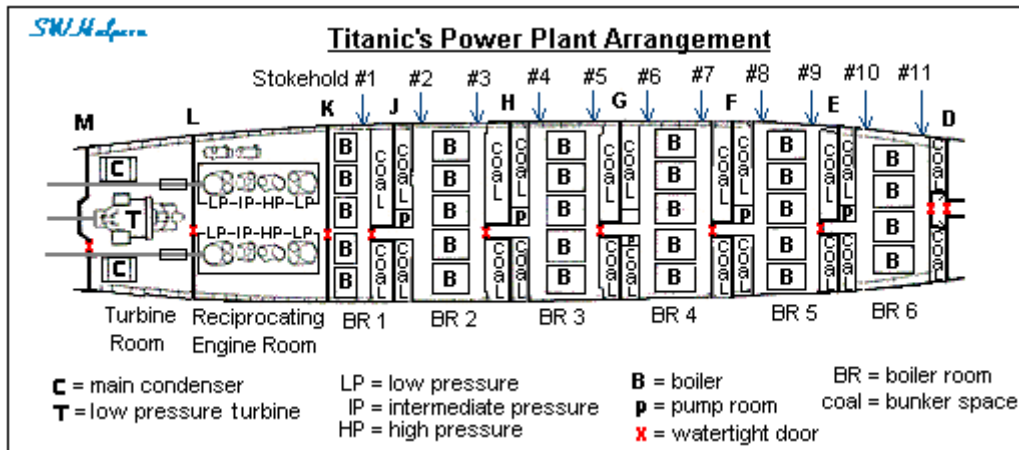 SWHalpern
Titanic's Power Plant Arrangement
Stokehold #1 #2 #3 #4 #5 #6 #7 #8 #9 #10 #11
M L K J H G F E D
C
T
C
LP-IP-HP-LP
LP-IP-HP-LP
B B B B B
coal coal
coal coal
P
B B B B B
coal coal
coal coal
P
B B B B B
coal coal
coal coal
P
B B B B B
coal coal
coal coal
P
B B B B B
coal coal
coal coal
P
B B B B
coal
coal
Turbine Room
Reciprocating Engine Room
BR 1 BR 2 BR 3 BR 4 BR 5 BR 6
C = main condenser
T = low pressure turbine
LP = low pressure
IP = intermediate pressure
HP = high pressure
B = boiler
p = pump room
x = watertight door
BR = boiler room
coal = bunker space